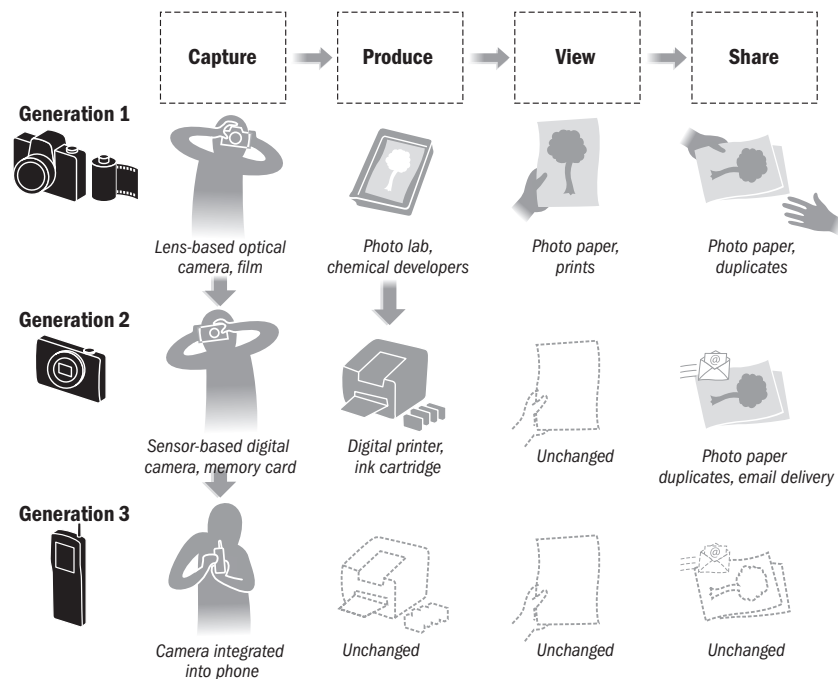 Capture
Produce
View
Share
Generation 1
Lens-based optical
camera, film
Photo lab,
chemical developers
Photo paper,
prints
Photo paper,
duplicates
Generation 2
Sensor-based digital
camera, memory card
Digital printer,
ink cartridge
Unchanged
@
Photo paper
duplicates, email delivery
Generation 3
Camera integrated
into phone
Unchanged
Unchanged
@
Unchanged